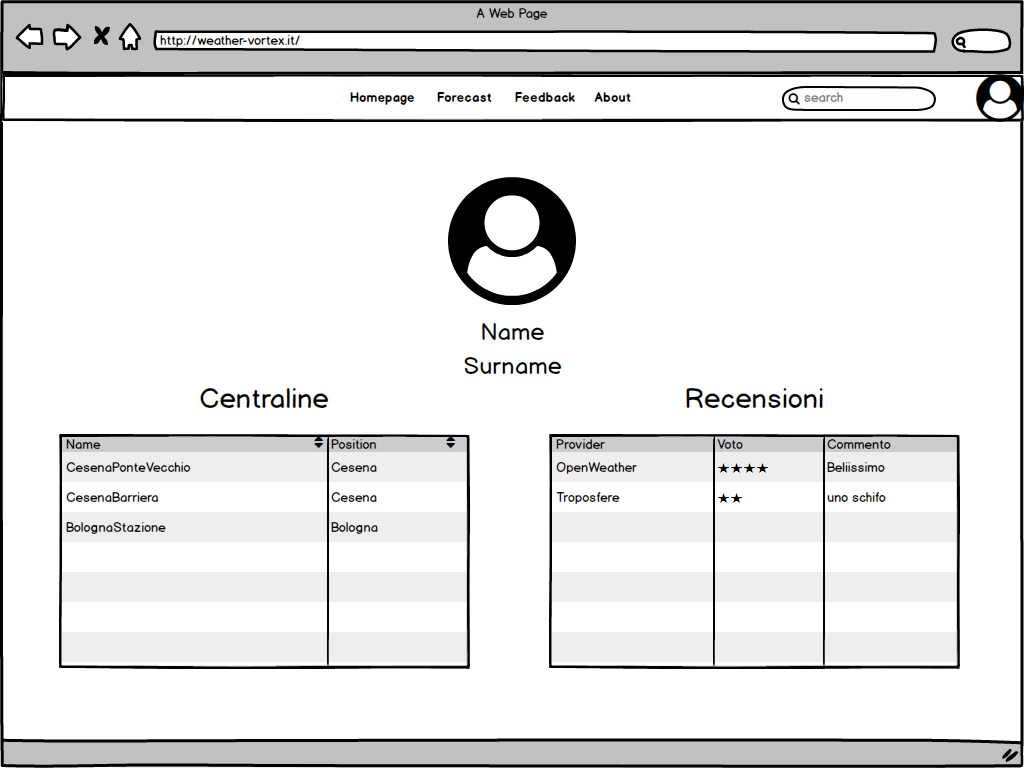 A Web Page
http://weather-vortex.it/
Homepage Forecast Feedback About search
Name
Surname
Centraline
Name Position
CesenaPonteVecchio Cesena
CesenaBarriera Cesena
BolognaStazione Bologna
Recensioni
Provider Voto Commento
OpenWeather ★★★★ Beliissimo
Troposfere ★★ uno schifo